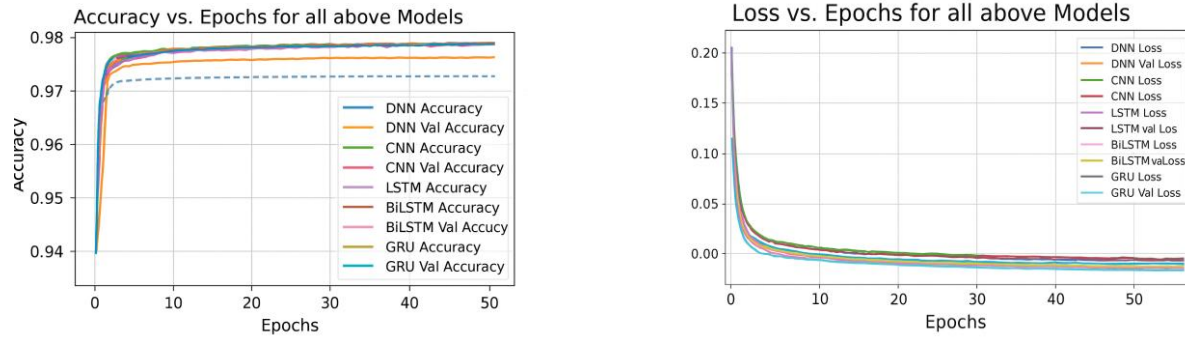 Accuracy vs. Epochs for all above Models
0.98
0.97
0.96
0.95
0.94
Accuracy
DNN Accuracy
DNN Val Accuracy
CNN Accuracy
CNN Val Accuracy
LSTM Accuracy
BiLSTM Accuracy
BiLSTM Val Accucy
GRU Accuracy
GRU Val Accuracy
0 10 20 30 40 50
Epochs
Loss vs. Epochs for all above Models
0.20
0.15
0.10
0.05
0.00
DNN Loss
DNN Val Loss
CNN Loss
CNN Loss
LSTM Loss
LSTM val Los
BiLSTM Loss
BiLSTMvaLoss
GRU Loss
GRU Val Loss
0 10 20 30 40 50
Epochs